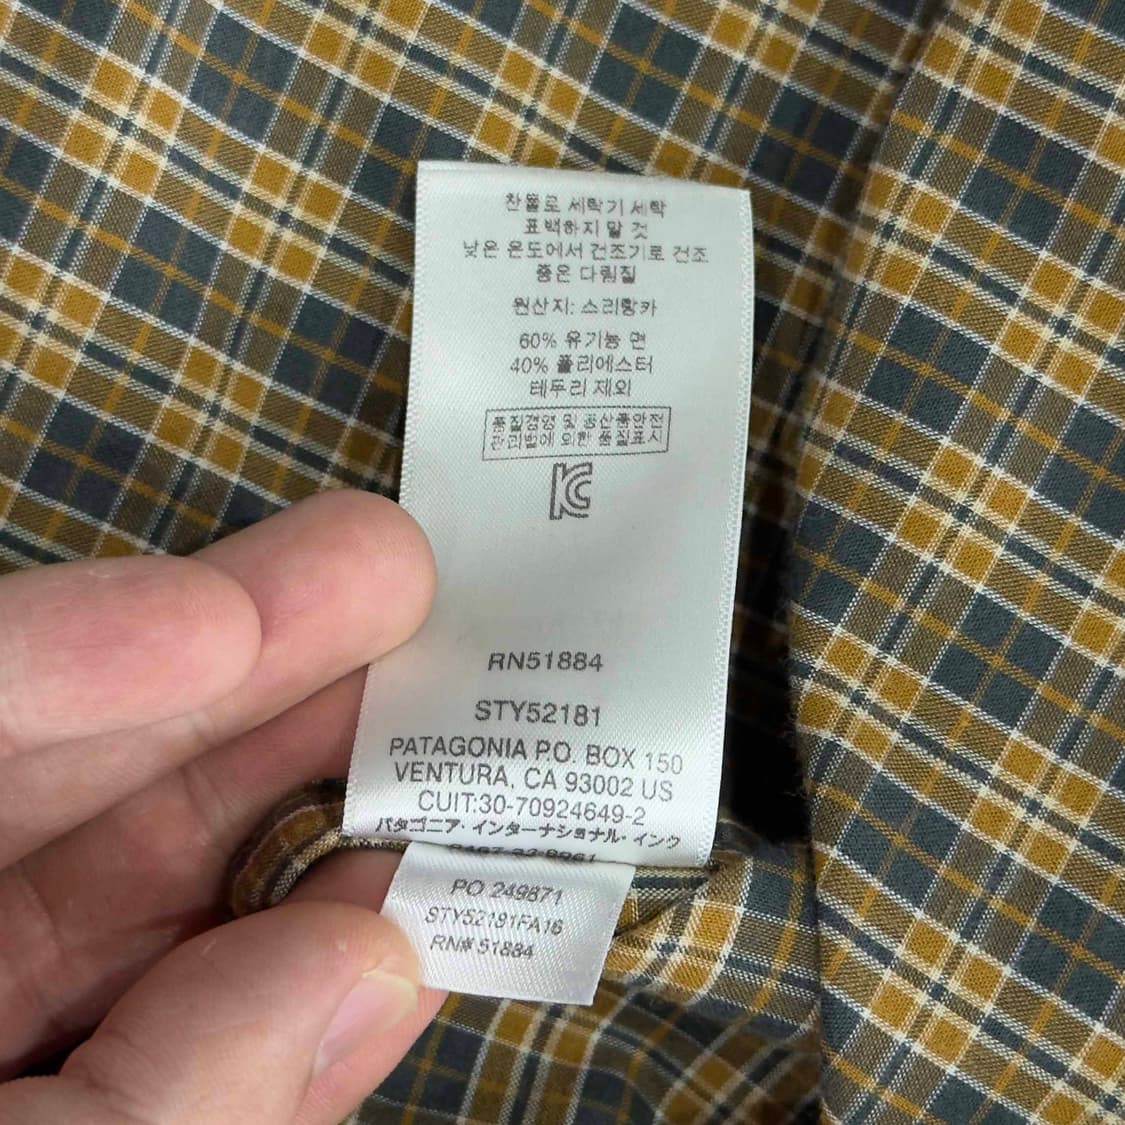 찬물로 세탁기 세탁
표백하지 말 것
낮은 온도에서 건조기로 건조
중온 다림질
원산지: 스리랑카
60% 유기능 면
40% 폴리에스터
테두리 제외
품질경영 및 공산품안전
관리법에 의한 품질표시
KC
RN51884
STY52181
PATAGONIA P.O. BOX 150
VENTURA, CA 93002 US
CUIT:30-70924649-2
パタゴニア・インターナショナル・インク
PO 249871
STY52181FA16
RN# 51884